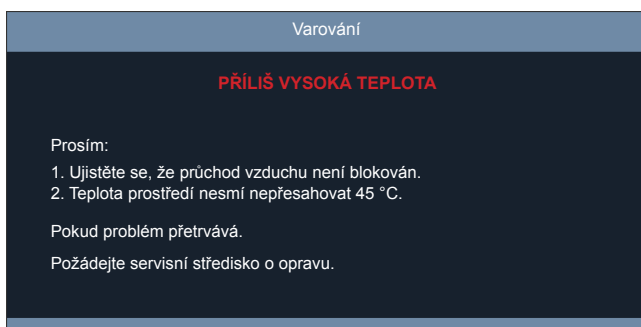 Varování
PŘÍLIŠ VYSOKÁ TEPLOTA
Prosím:
1. Ujistěte se, že průchod vzduchu není blokován.
2. Teplota prostředí nesmí nepřesahovat 45 °C.
Pokud problém přetrvává.
Požádejte servisní středisko o opravu.